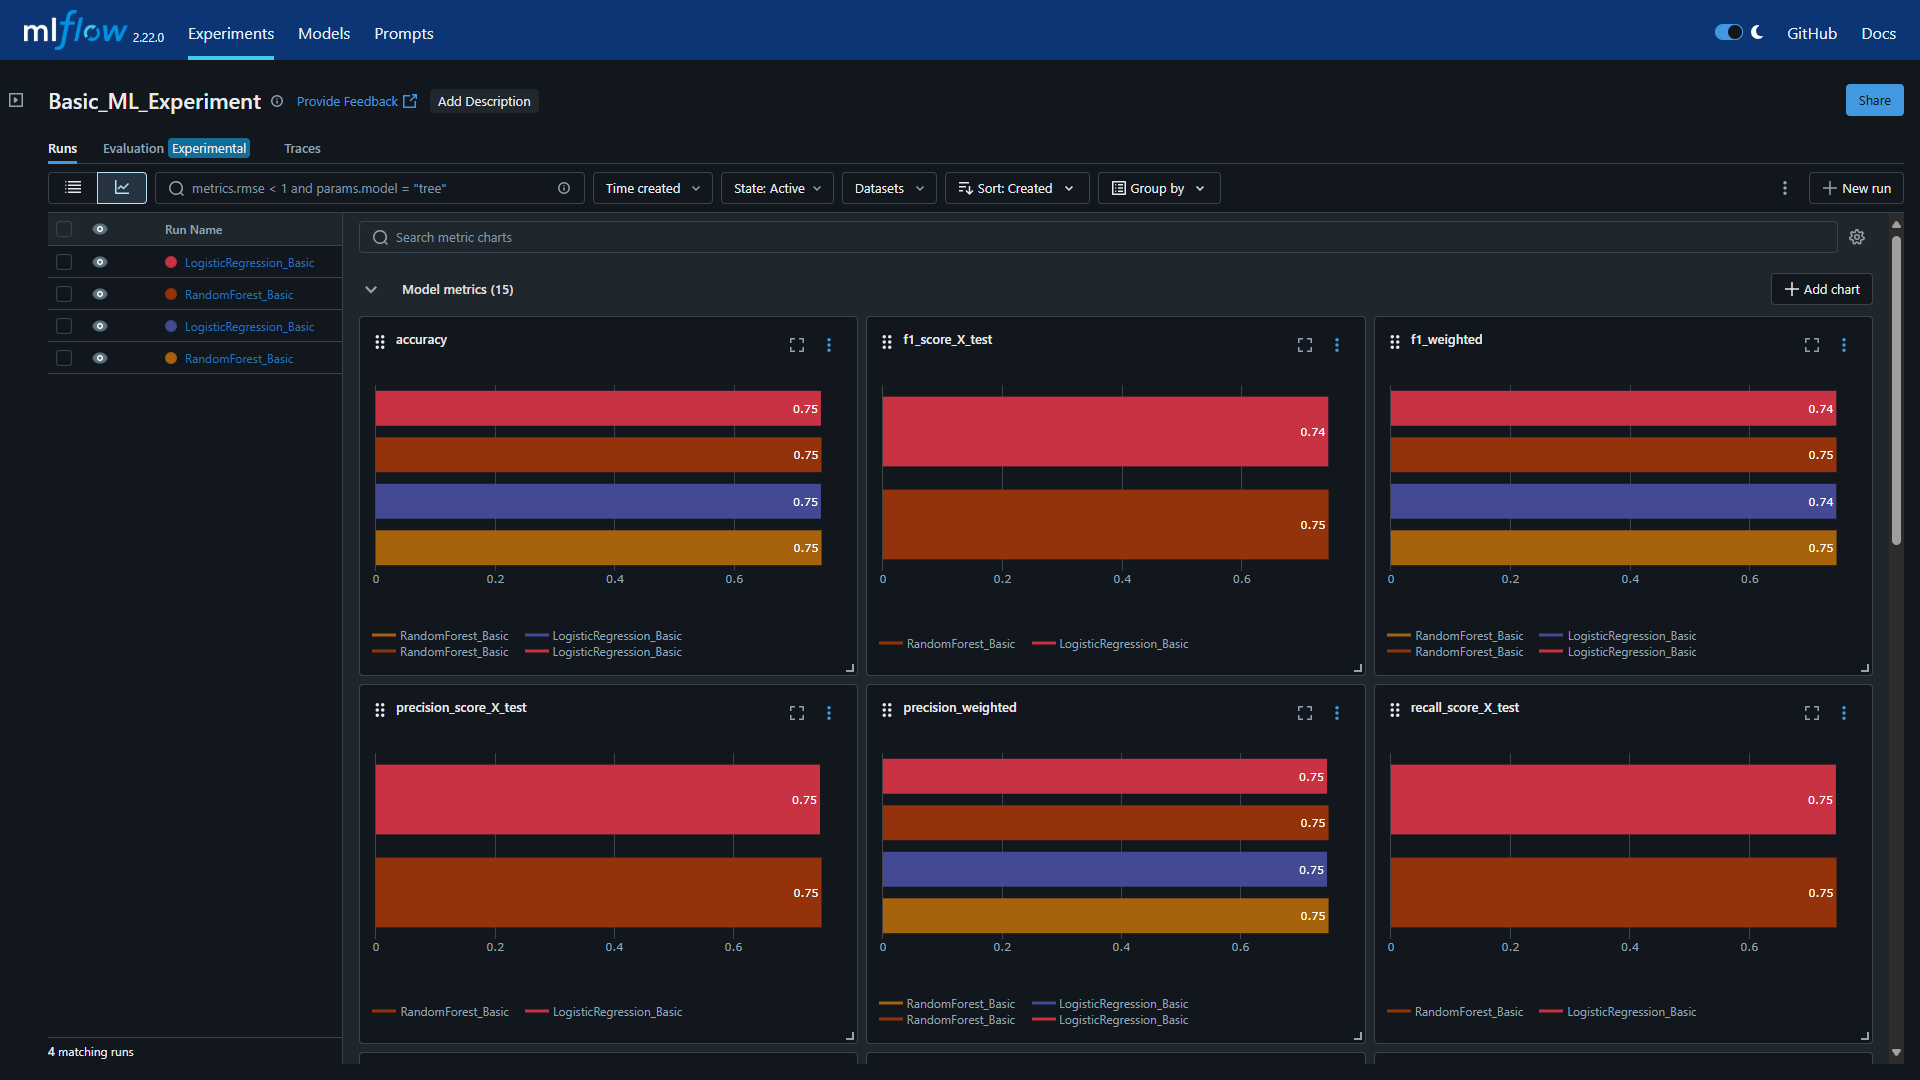 mlflow 2.22.0 Experiments Models Prompts GitHub Docs
Basic_ML_Experiment Provide Feedback Add Description Share
Runs Evaluation Experimental Traces
metrics.rmse < 1 and params.model = "tree" Time created State: Active Datasets Sort: Created Group by New run
Run Name
LogisticRegression_Basic
RandomForest_Basic
LogisticRegression_Basic
RandomForest_Basic
4 matching runs
Search metric charts
Model metrics (15) Add chart
accuracy
0.75
0.75
0.75
0.75
0 0.2 0.4 0.6
RandomForest_Basic LogisticRegression_Basic
RandomForest_Basic LogisticRegression_Basic
f1_score_X_test
0.74
0.75
0 0.2 0.4 0.6
RandomForest_Basic LogisticRegression_Basic
f1_weighted
0.74
0.75
0.74
0.75
0 0.2 0.4 0.6
RandomForest_Basic LogisticRegression_Basic
RandomForest_Basic LogisticRegression_Basic
precision_score_X_test
0.75
0.75
0 0.2 0.4 0.6
RandomForest_Basic LogisticRegression_Basic
precision_weighted
0.75
0.75
0.75
0.75
0 0.2 0.4 0.6
RandomForest_Basic LogisticRegression_Basic
RandomForest_Basic LogisticRegression_Basic
recall_score_X_test
0.75
0.75
0 0.2 0.4 0.6
RandomForest_Basic LogisticRegression_Basic